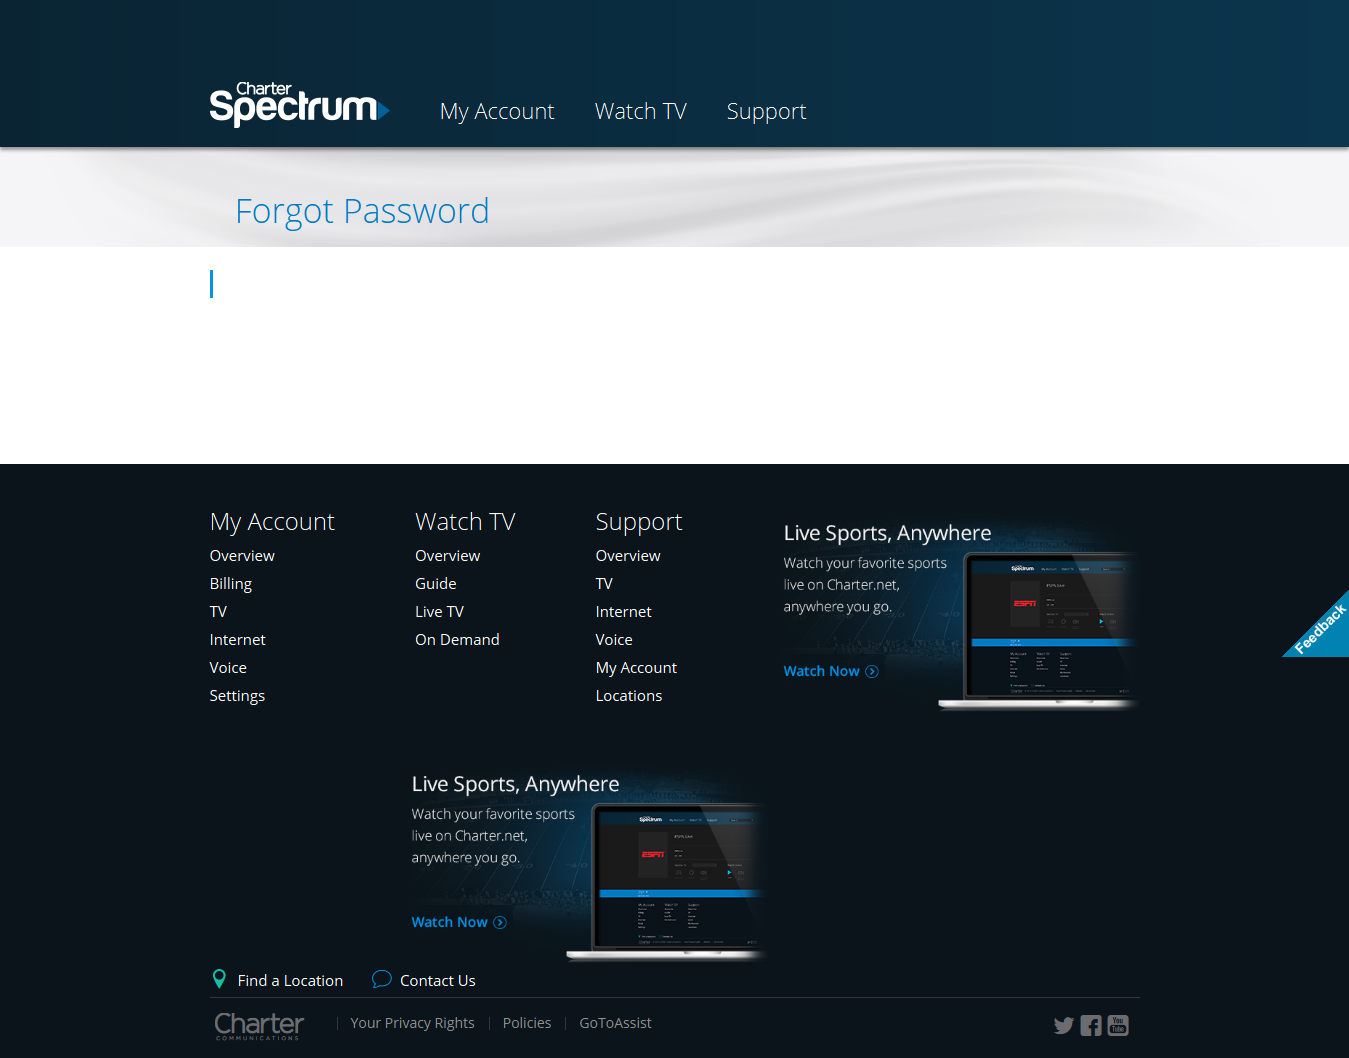 Charter
Spectrum
My Account
Watch TV
Support
Forgot Password
My Account
Overview
Billing
TV
Internet
Voice
Settings
Watch TV
Overview
Guide
Live TV
On Demand
Support
Overview
TV
Internet
Voice
My Account
Locations
Live Sports, Anywhere
Watch your favorite sports
live on Charter.net,
anywhere you go.
Watch Now
Spectrum
ESPN
Feedback
Live Sports, Anywhere
Watch your favorite sports
live on Charter.net,
anywhere you go.
Watch Now
Spectrum
ESPN
Find a Location
Contact Us
Charter
COMMUNICATIONS
Your Privacy Rights
Policies
GoToAssist
You
Tube